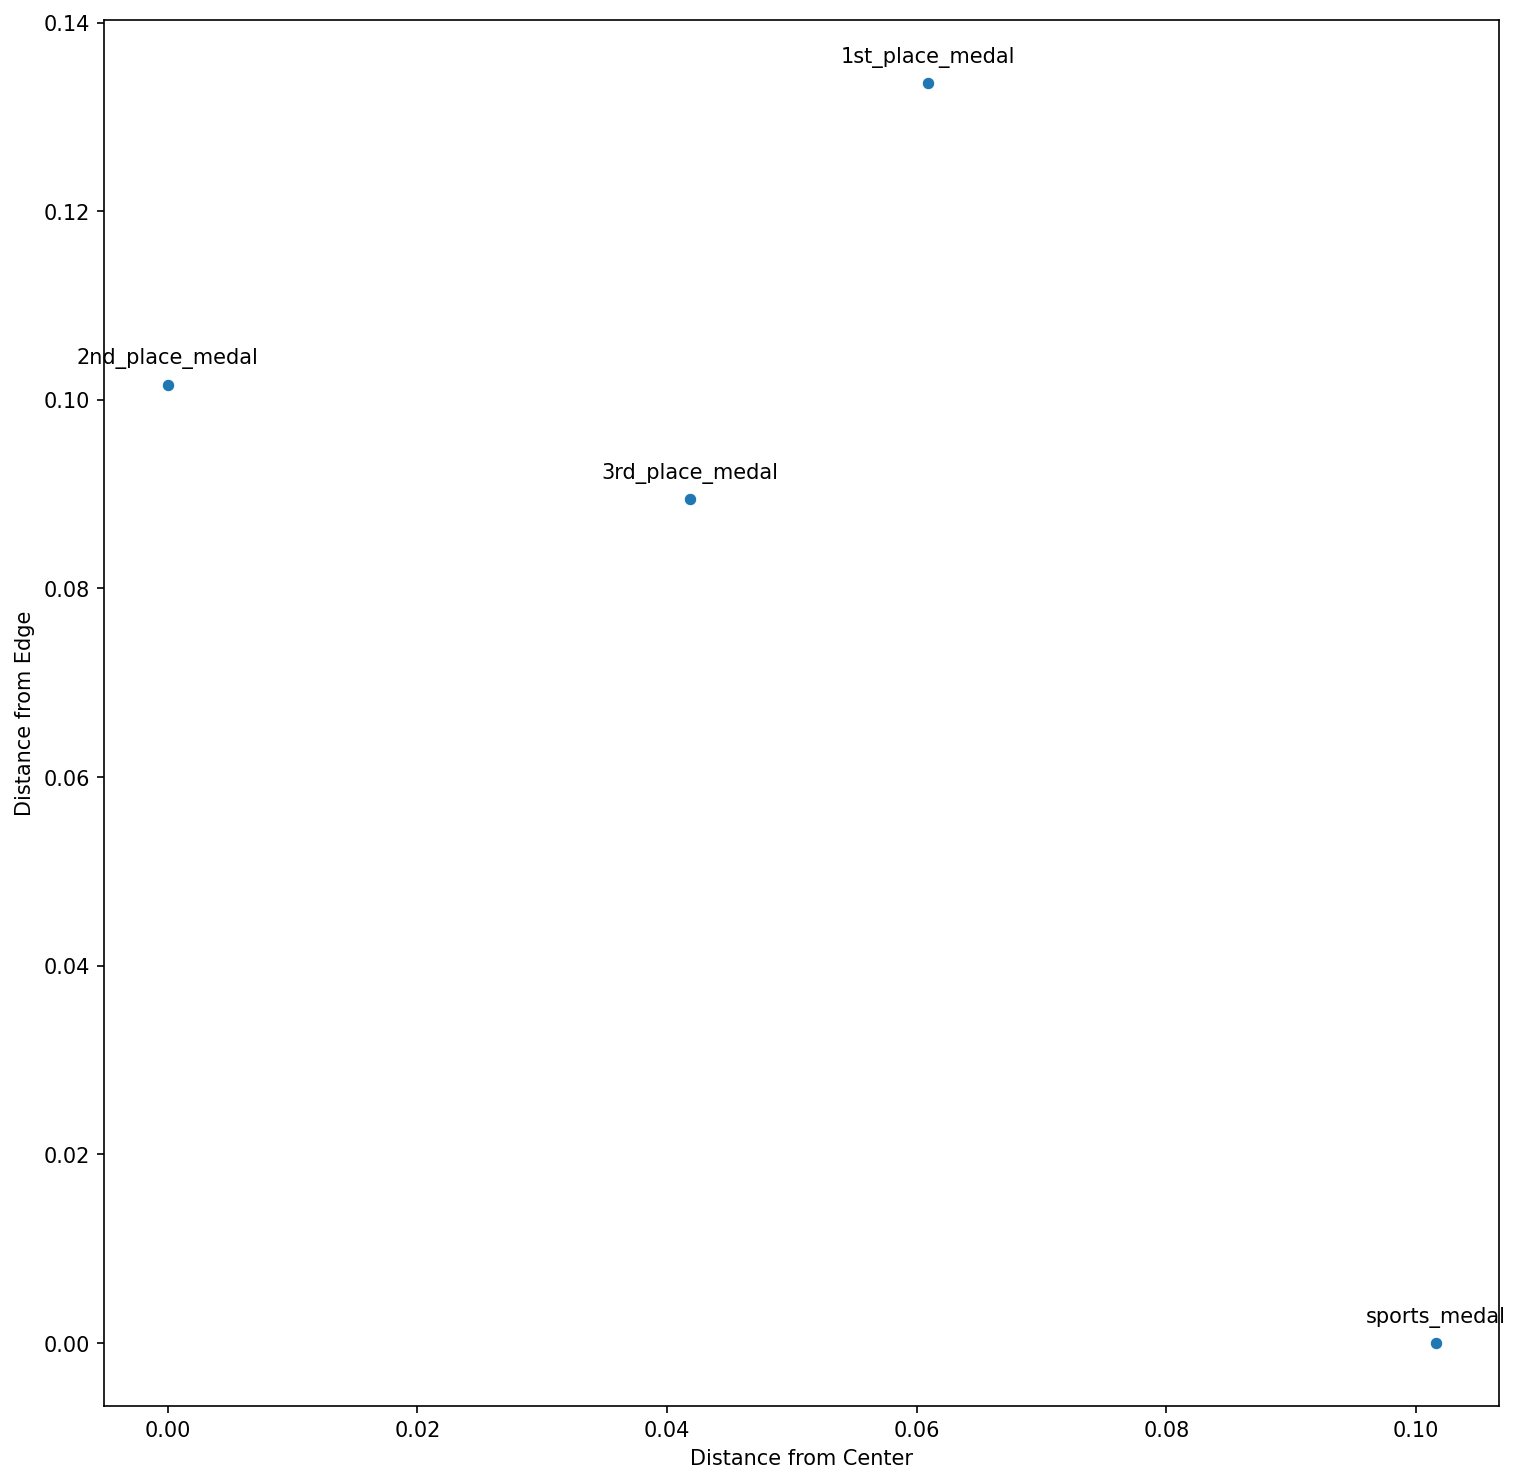 0.14
1st_place_medal
0.12
2nd_place_medal
0.10
3rd_place_medal
0.08
Distance from Edge
0.06
0.04
0.02
sports_medal
0.00
0.00 0.02 0.04 0.06 0.08 0.10
Distance from Center